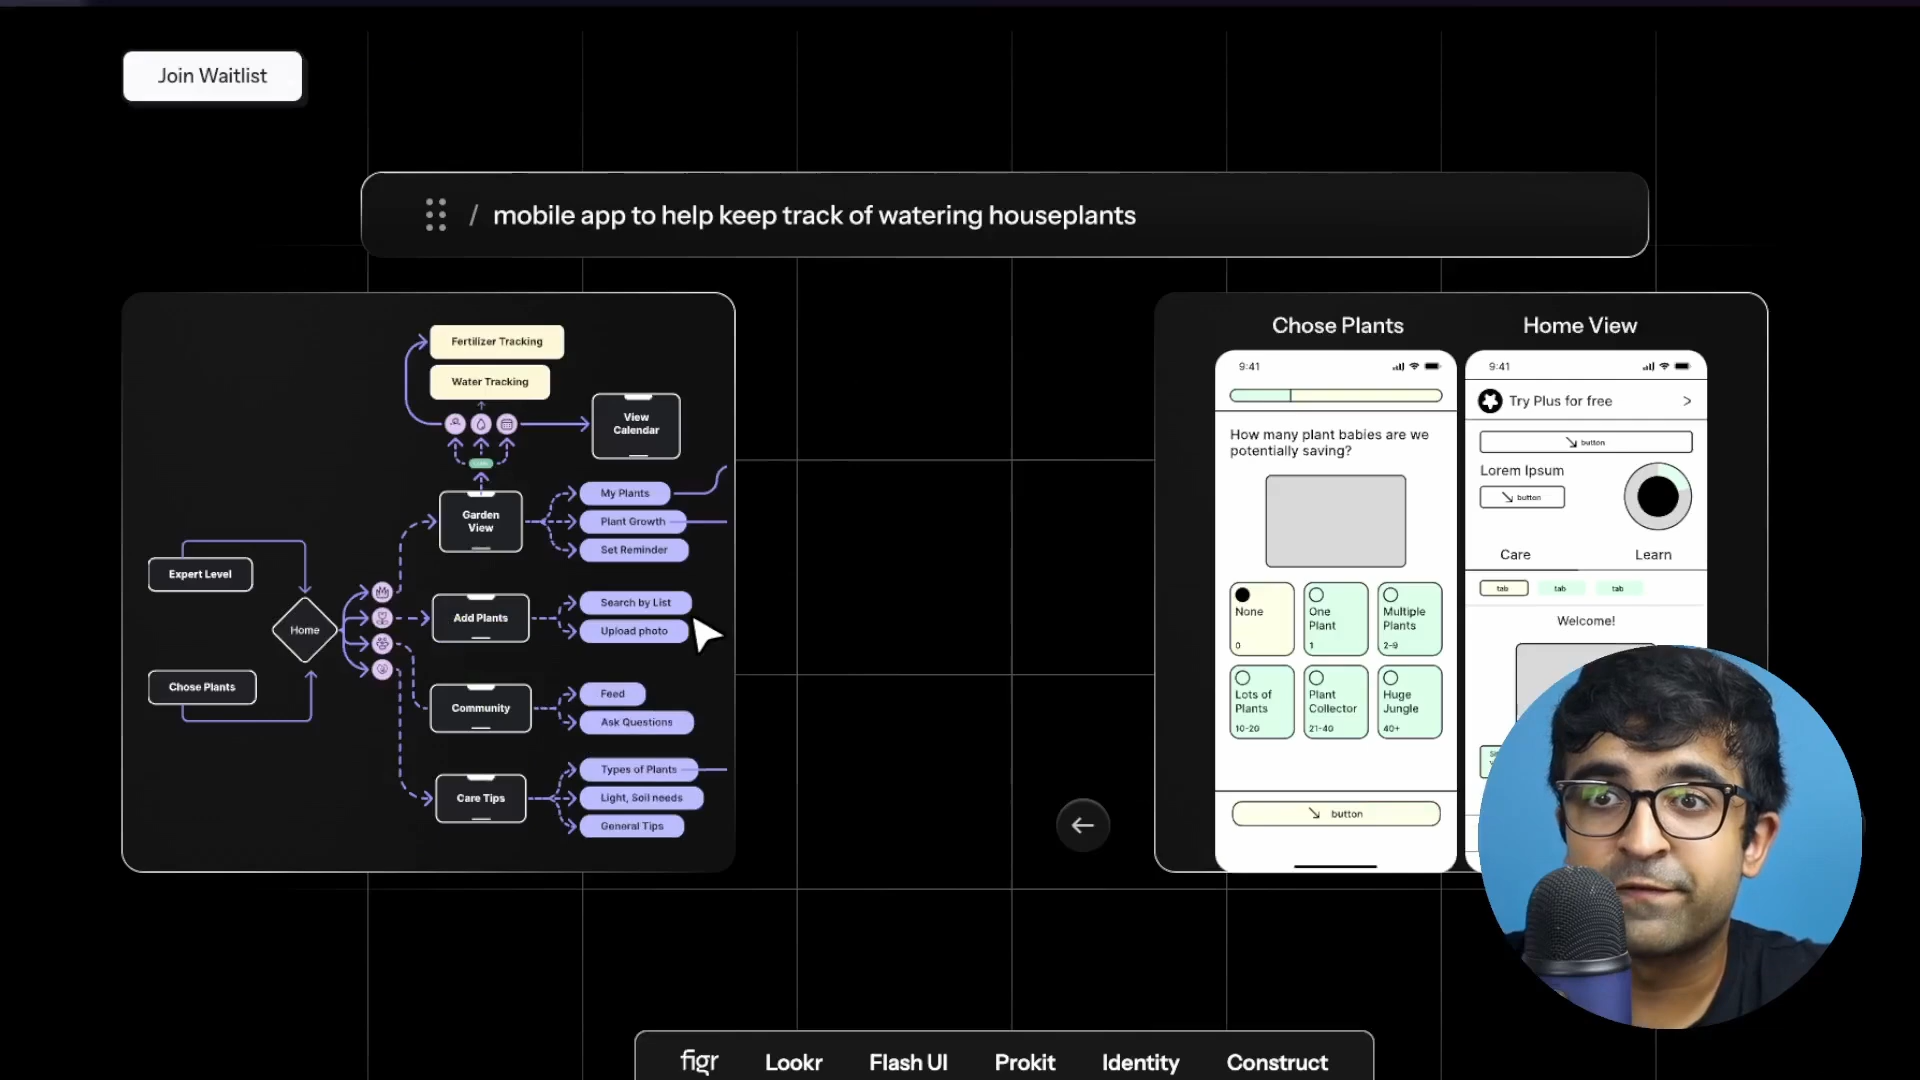 Join Waitlist
/ mobile app to help keep track of watering houseplants
Fertilizer Tracking
Water Tracking
View
Calendar
Garden
View
My Plants
Plant Growth
Set Reminder
Expert Level
Home
Chose Plants
Add Plants
Search by List
Upload photo
Community
Feed
Ask Questions
Care Tips
Types of Plants
Light, Soil needs
General Tips
Chose Plants
9:41
How many plant babies are we
potentially saving?
None
0
One
Plant
1
Multiple
Plants
2-9
Lots of
Plants
10-20
Plant
Collector
21-40
Huge
Jungle
40+
button
Home View
9:41
Try Plus for free >
button
Lorem Ipsum
button
Care Learn
tab tab tab
Welcome!
figr Lookr Flash UI Prokit Identity Construct